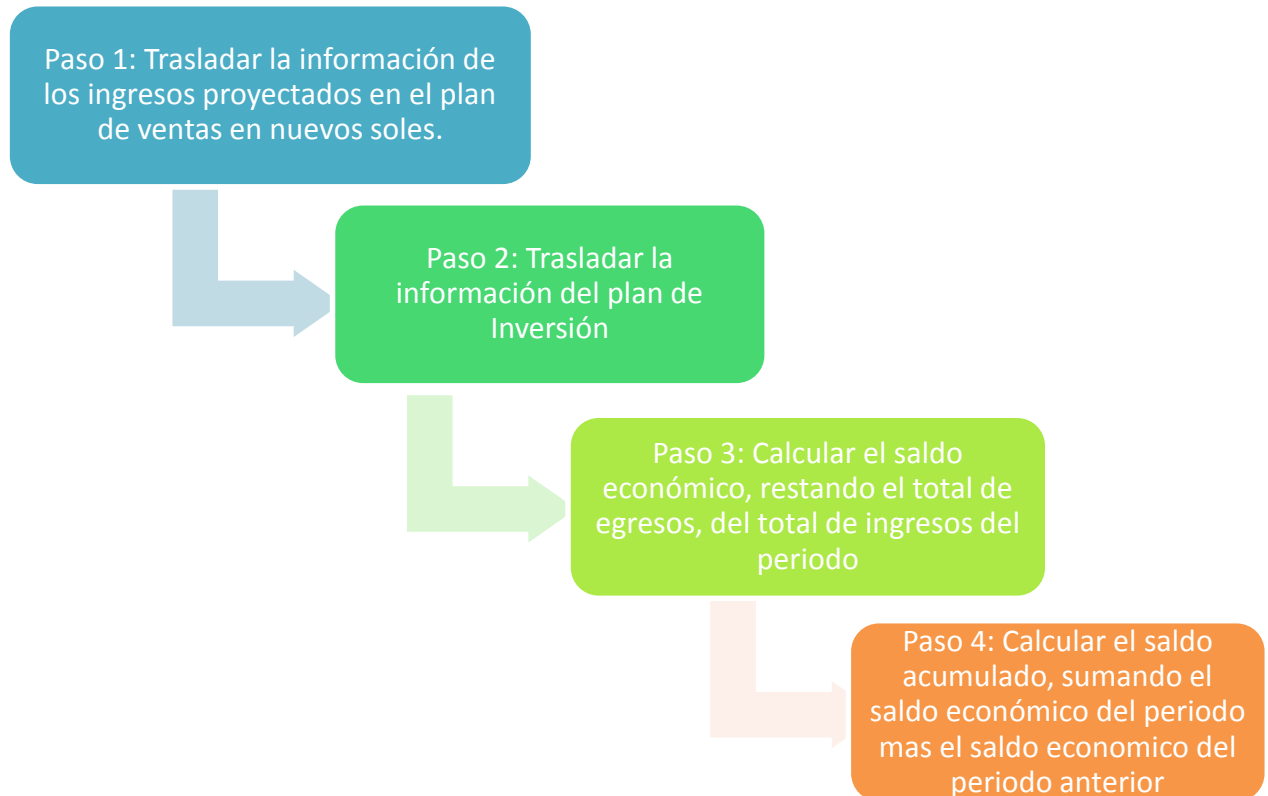 Paso 1: Trasladar la información de
los ingresos proyectados en el plan
de ventas en nuevos soles.
Paso 2: Trasladar la
información del plan de
Inversión
Paso 3: Calcular el saldo
económico, restando el total de
egresos, del total de ingresos del
periodo
Paso 4: Calcular el saldo
acumulado, sumando el
saldo económico del periodo
mas el saldo economico del
periodo anterior